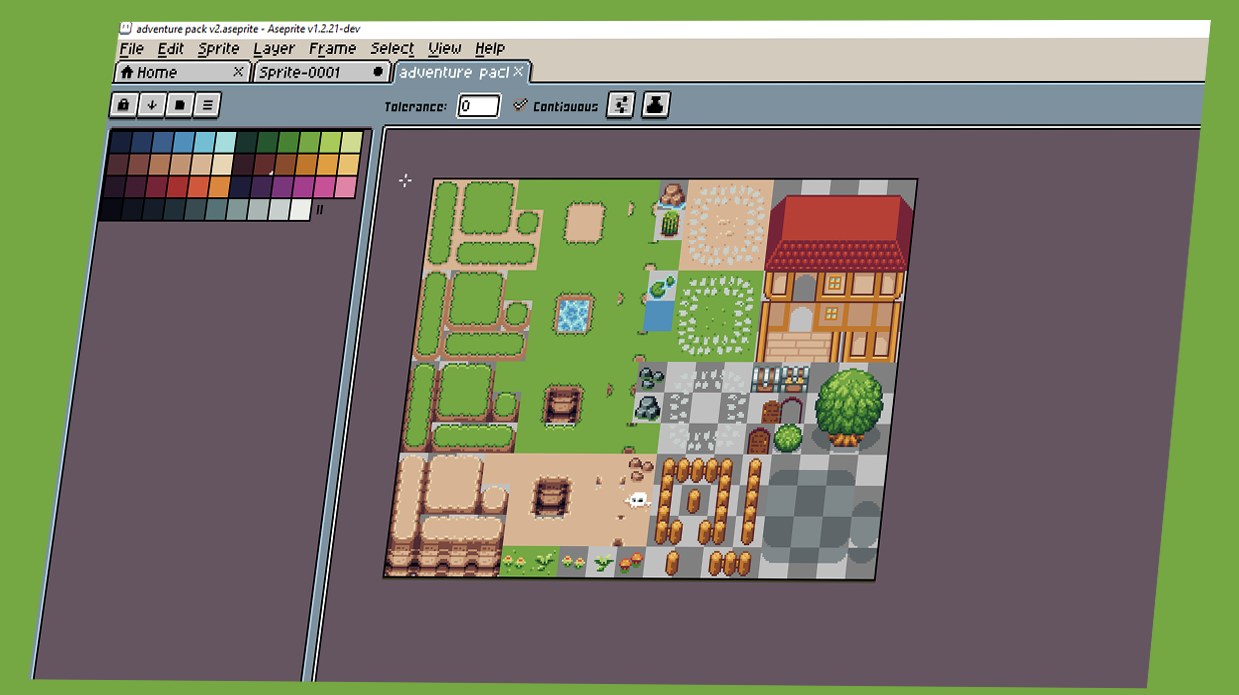 adventure pack v2.aseprite - Aseprite v1.2.21-dev
File Edit Sprite Layer Frame Select View Help
Home Sprite-0001 adventure pack
Tolerance: 0 Contiguous